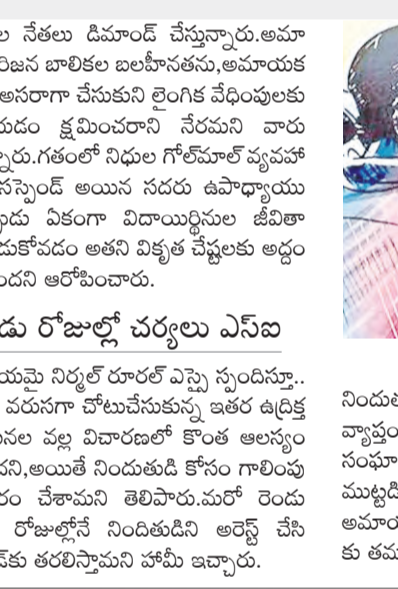 ల నేతలు డిమాండ్ చేస్తున్నారు.అమా
రిజన బాలికల బలహీనతను,అమాయక
అసరాగా చేసుకుని లైంగిక వేధింపులకు
యడం క్షమించరాని నేరమని వారు
న్నారు.గతంలో నిధుల గోల్‌మాల్ వ్యవహా
సస్పెండ్ అయిన సదరు ఉపాధ్యాయు
్పుడు ఏకంగా విదాయిర్థినుల జీవితా
డుకోవడం అతని వికృత చేష్టలకు అద్దం
ందని ఆరోపించారు.
డు రోజుల్లో చర్యలు ఎస్ఐ
యమై నిర్మల్ రూరల్ ఎస్సై స్పందిస్తూ..
వరుసగా చోటుచేసుకున్న ఇతర ఉద్రిక్త
నల వల్ల విచారణలో కొంత ఆలస్యం
దని,అయితే నిందుతుడి కోసం గాలింపు
రం చేశామని తెలిపారు.మరో రెండు
రోజుల్లోనే నిందితుడిని అరెస్ట్ చేసి
డ్‌కు తరలిస్తామని హామీ ఇచ్చారు.
నిందుత
వ్యాప్తం
సంఘా
ముట్టడి
అమాయ
కు తమ